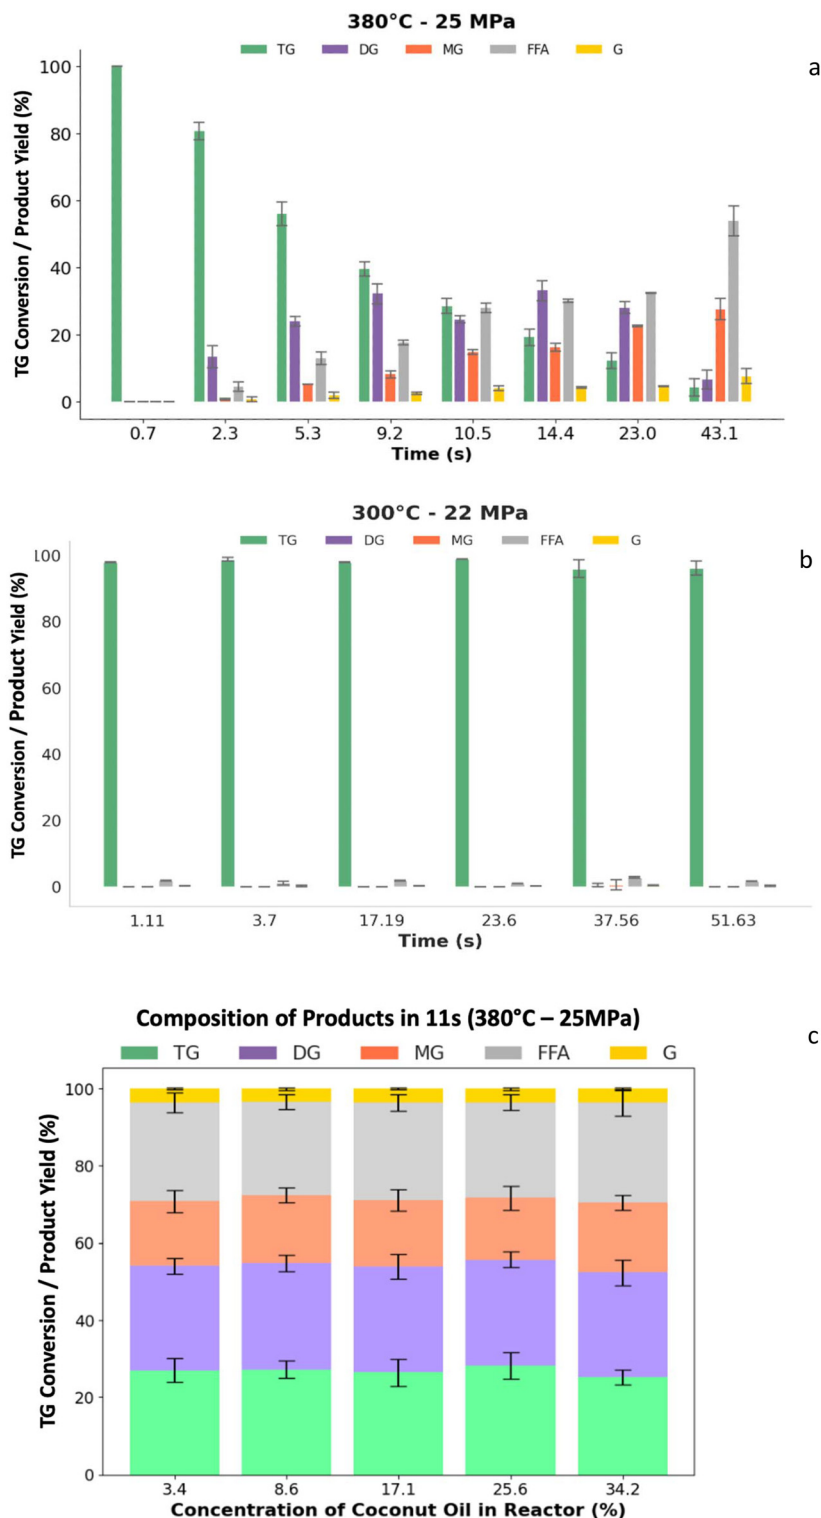 380°C - 25 MPa
TG DG MG FFA G
a
TG Conversion / Product Yield (%)
100
80
60
40
20
0
0.7 2.3 5.3 9.2 10.5 14.4 23.0 43.1
Time (s)
300°C - 22 MPa
TG DG MG FFA G
b
TG Conversion / Product Yield (%)
100
80
60
40
20
0
1.11 3.7 17.19 23.6 37.56 51.63
Time (s)
Composition of Products in 11s (380°C – 25MPa)
c
TG DG MG FFA G
TG Conversion / Product Yield (%)
100
80
60
40
20
0
3.4 8.6 17.1 25.6 34.2
Concentration of Coconut Oil in Reactor (%)